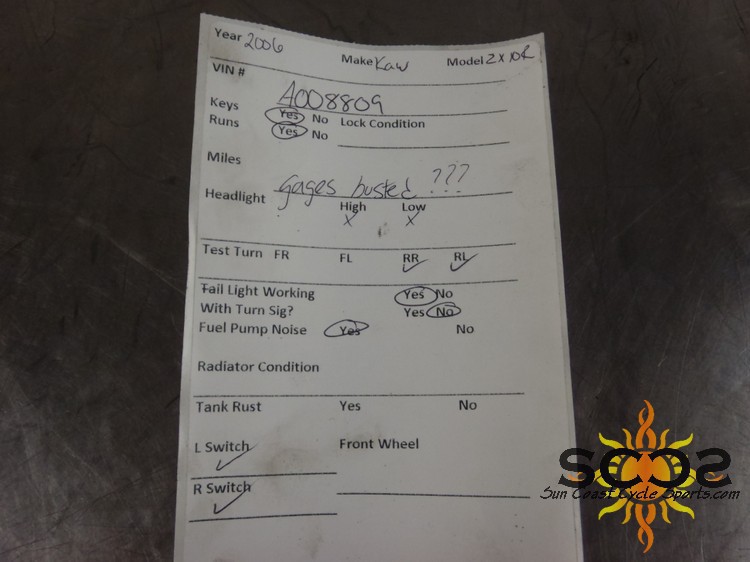 Year 2006 Make Kaw Model ZX10R
VIN # A008809
Keys Yes No Lock Condition
Runs Yes No
Miles gages busted ???
Headlight High Low
X X
Test Turn FR FL RR ✓ RL ✓
Tail Light Working Yes No
With Turn Sig? Yes No
Fuel Pump Noise Yes No
Radiator Condition
Tank Rust Yes No
L Switch ✓ Front Wheel
R Switch ✓
SCCS
Sun Coast Cycle Sports.com